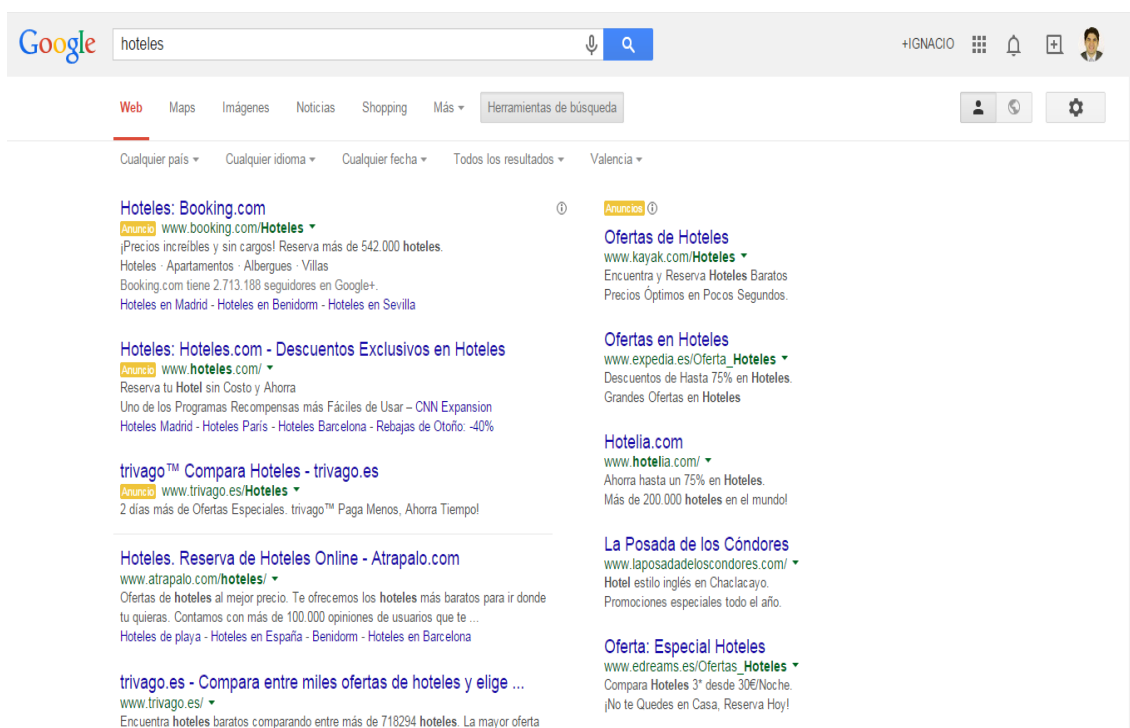 Google
hoteles
+IGNACIO
Web Maps Imágenes Noticias Shopping Más Herramientas de búsqueda
Cualquier país Cualquier idioma Cualquier fecha Todos los resultados Valencia
Hoteles: Booking.com
Anuncio www.booking.com/Hoteles
¡Precios increíbles y sin cargos! Reserva más de 542.000 hoteles.
Hoteles · Apartamentos · Albergues · Villas
Booking.com tiene 2.713.188 seguidores en Google+.
Hoteles en Madrid - Hoteles en Benidorm - Hoteles en Sevilla
Hoteles: Hoteles.com - Descuentos Exclusivos en Hoteles
Anuncio www.hoteles.com/
Reserva tu Hotel sin Costo y Ahorra
Uno de los Programas Recompensas más Fáciles de Usar – CNN Expansion
Hoteles Madrid - Hoteles París - Hoteles Barcelona - Rebajas de Otoño: -40%
trivago™ Compara Hoteles - trivago.es
Anuncio www.trivago.es/Hoteles
2 días más de Ofertas Especiales. trivago™ Paga Menos, Ahorra Tiempo!
Hoteles. Reserva de Hoteles Online - Atrapalo.com
www.atrapalo.com/hoteles/
Ofertas de hoteles al mejor precio. Te ofrecemos los hoteles más baratos para ir donde
tu quieras. Contamos con más de 100.000 opiniones de usuarios que te ...
Hoteles de playa - Hoteles en España - Benidorm - Hoteles en Barcelona
trivago.es - Compara entre miles ofertas de hoteles y elige ...
www.trivago.es/
Encuentra hoteles baratos comparando entre más de 718294 hoteles. La mayor oferta
Anuncios
Ofertas de Hoteles
www.kayak.com/Hoteles
Encuentra y Reserva Hoteles Baratos
Precios Óptimos en Pocos Segundos.
Ofertas en Hoteles
www.expedia.es/Oferta_Hoteles
Descuentos de Hasta 75% en Hoteles.
Grandes Ofertas en Hoteles
Hotelia.com
www.hotelia.com/
Ahorra hasta un 75% en Hoteles.
Más de 200.000 hoteles en el mundo!
La Posada de los Cóndores
www.laposadadeloscondores.com/
Hotel estilo inglés en Chaclacayo.
Promociones especiales todo el año.
Oferta: Especial Hoteles
www.edreams.es/Ofertas_Hoteles
Compara Hoteles 3* desde 30€/Noche.
¡No te Quedes en Casa, Reserva Hoy!